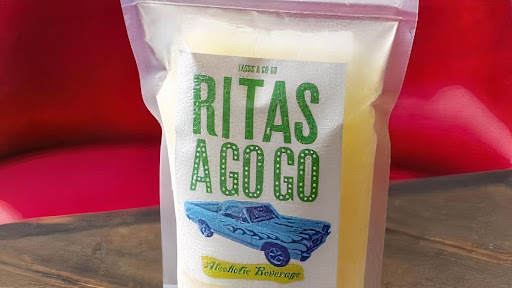 TACOS A GO GO
RITAS
A GO GO
Alcoholic Beverage